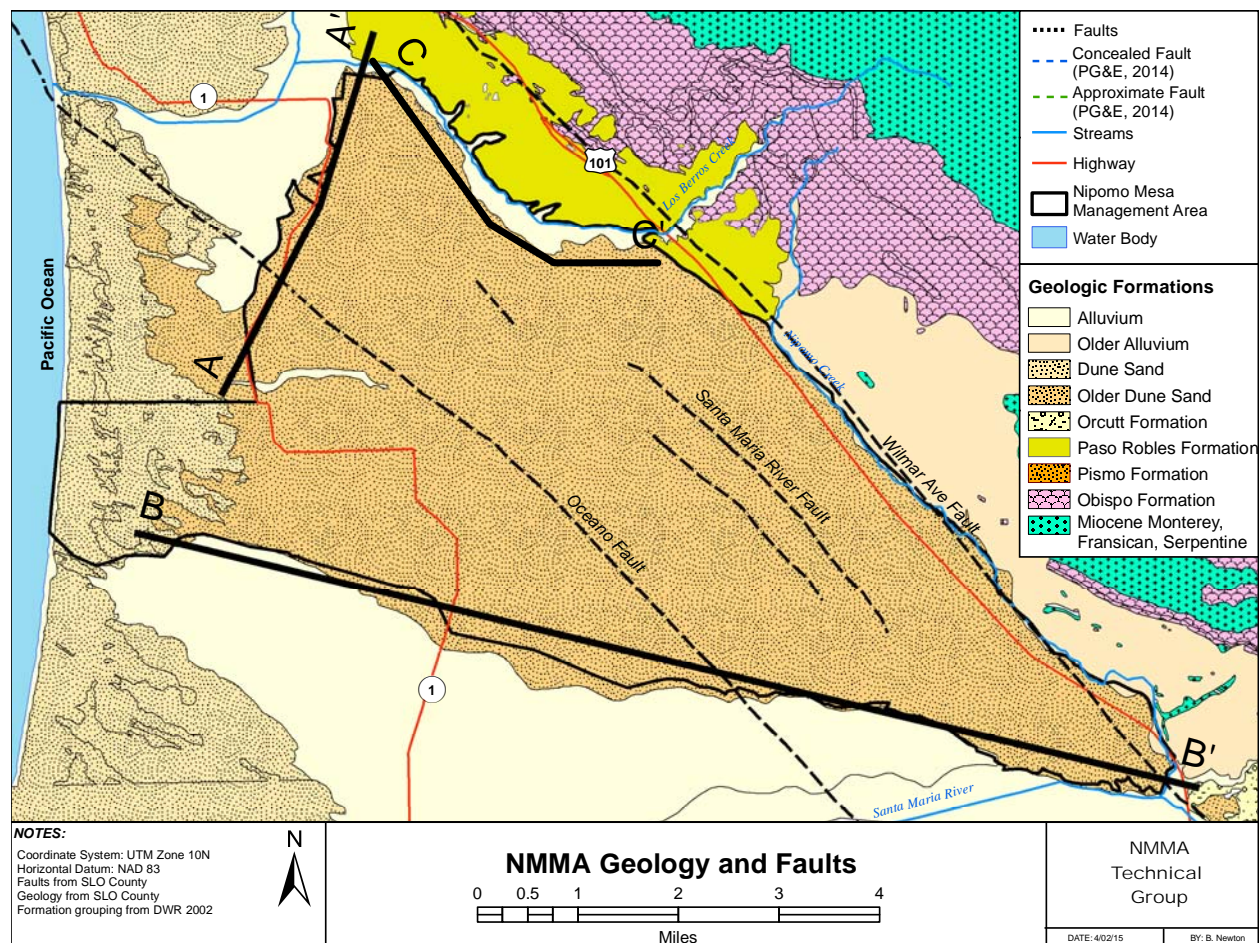 A'
C
1
101
Los Berros Creek
C'
Pacific Ocean
A
Nipomo Creek
Santa Maria River Fault
Wilmar Ave Fault
B
Oceano Fault
1
B'
Santa Maria River
Faults
Concealed Fault
(PG&E, 2014)
Approximate Fault
(PG&E, 2014)
Streams
Highway
Nipomo Mesa
Management Area
Water Body
Geologic Formations
Alluvium
Older Alluvium
Dune Sand
Older Dune Sand
Orcutt Formation
Paso Robles Formation
Pismo Formation
Obispo Formation
Miocene Monterey,
Fransican, Serpentine
NOTES:
Coordinate System: UTM Zone 10N
Horizontal Datum: NAD 83
Faults from SLO County
Geology from SLO County
Formation grouping from DWR 2002
N
NMMA Geology and Faults
0 0.5 1 2 3 4
Miles
NMMA
Technical
Group
DATE: 4/02/15 BY: B. Newton